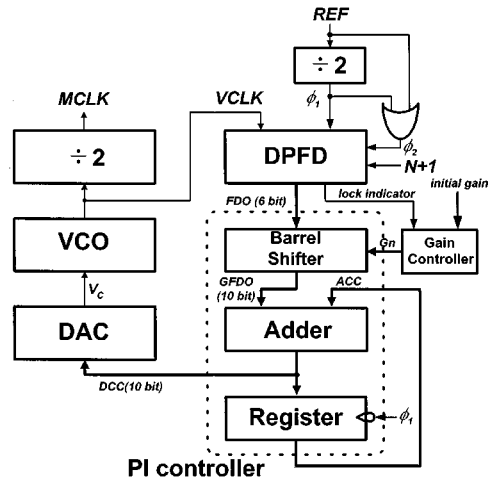 REF
÷ 2
MCLK
VCLK
ϕ1
ϕ2
÷ 2
DPFD
N+1
FDO (6 bit)
lock indicator
initial gain
VCO
Barrel
Shifter
Gn
Gain
Controller
Vc
GFDO
(10 bit)
ACC
DAC
Adder
DCC(10 bit)
Register
ϕ1
PI controller